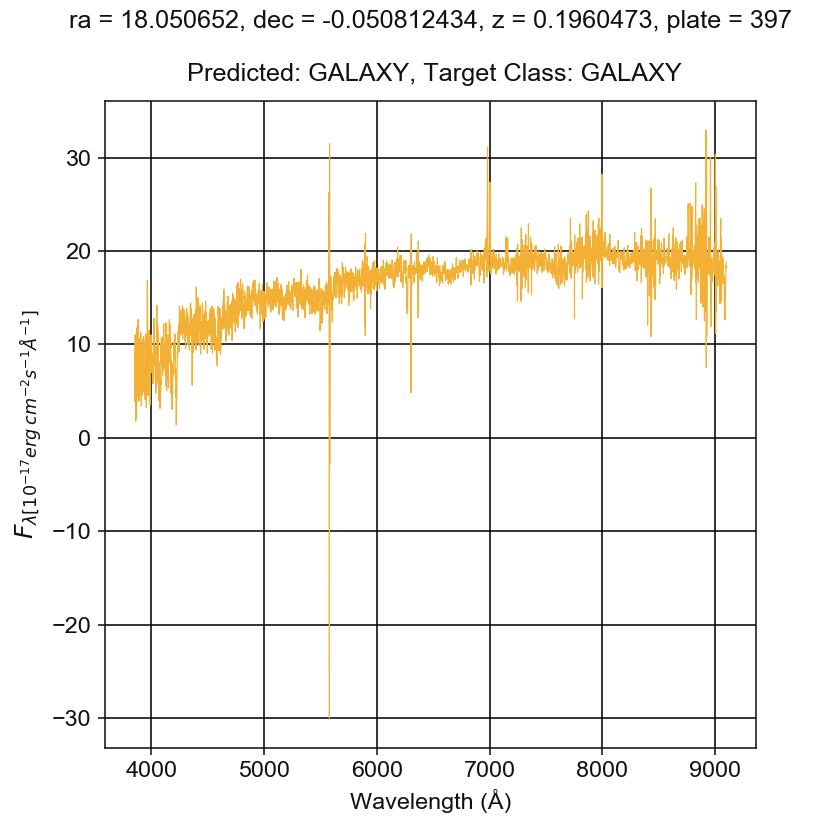 ra = 18.050652, dec = -0.050812434, z = 0.1960473, plate = 397
Predicted: GALAXY, Target Class: GALAXY
30
20
10
0
−10
−20
−30
F_{λ[10^{−17} erg cm^{−2} s^{−1} Å^{−1}]}
4000 5000 6000 7000 8000 9000
Wavelength (Å)